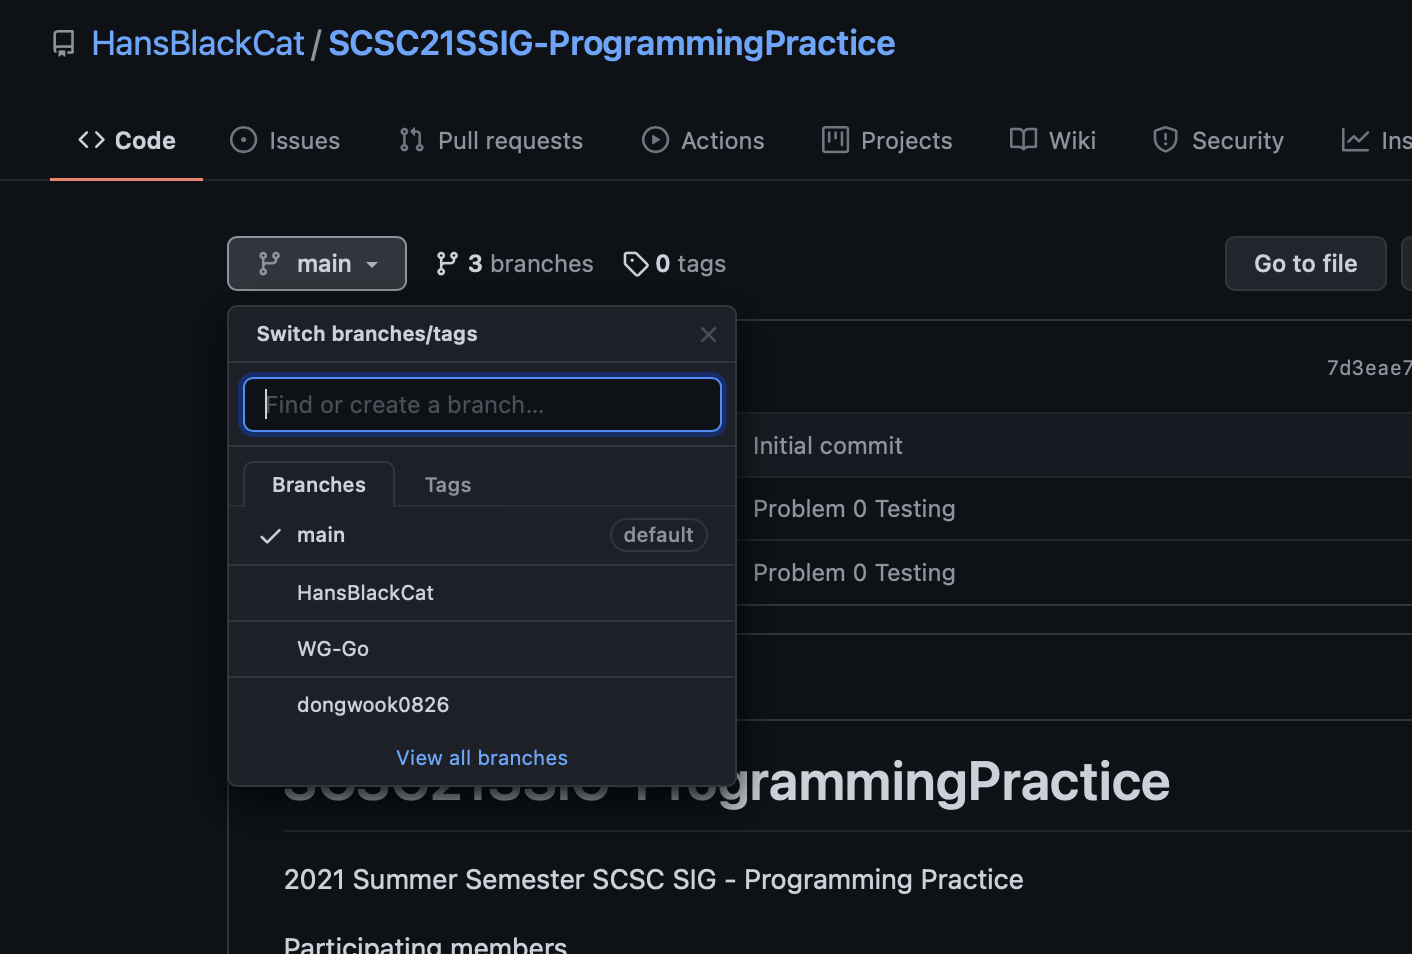 HansBlackCat / SCSC21SSIG-ProgrammingPractice
Code Issues Pull requests Actions Projects Wiki Security Ins
main 3 branches 0 tags Go to file
Switch branches/tags
7d3eae7
Find or create a branch...
Initial commit
Branches Tags
Problem 0 Testing
main default
Problem 0 Testing
HansBlackCat
WG-Go
dongwook0826
View all branches
SCSC21SSIG-ProgrammingPractice
2021 Summer Semester SCSC SIG - Programming Practice
Participating members